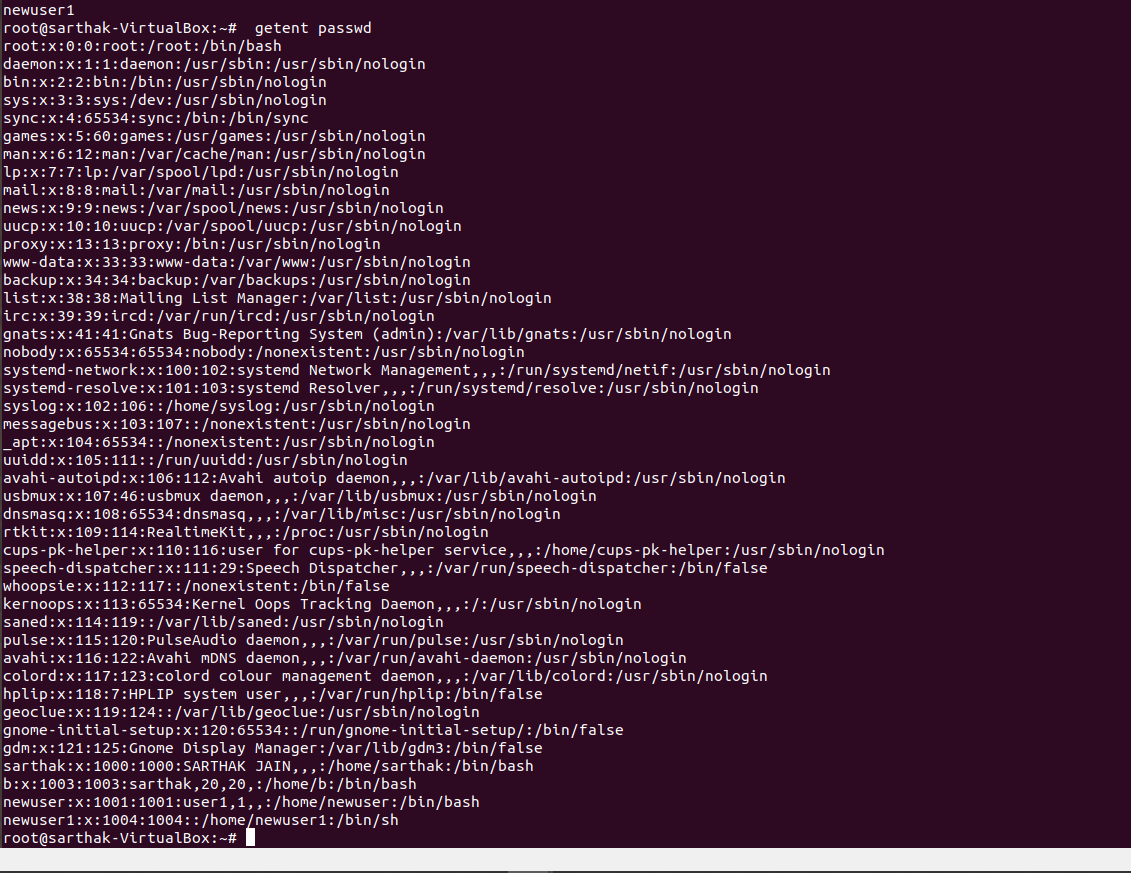 newuser1
root@sarthak-VirtualBox:~#  getent passwd
root:x:0:0:root:/root:/bin/bash
daemon:x:1:1:daemon:/usr/sbin:/usr/sbin/nologin
bin:x:2:2:bin:/bin:/usr/sbin/nologin
sys:x:3:3:sys:/dev:/usr/sbin/nologin
sync:x:4:65534:sync:/bin:/bin/sync
games:x:5:60:games:/usr/games:/usr/sbin/nologin
man:x:6:12:man:/var/cache/man:/usr/sbin/nologin
lp:x:7:7:lp:/var/spool/lpd:/usr/sbin/nologin
mail:x:8:8:mail:/var/mail:/usr/sbin/nologin
news:x:9:9:news:/var/spool/news:/usr/sbin/nologin
uucp:x:10:10:uucp:/var/spool/uucp:/usr/sbin/nologin
proxy:x:13:13:proxy:/bin:/usr/sbin/nologin
www-data:x:33:33:www-data:/var/www:/usr/sbin/nologin
backup:x:34:34:backup:/var/backups:/usr/sbin/nologin
list:x:38:38:Mailing List Manager:/var/list:/usr/sbin/nologin
irc:x:39:39:ircd:/var/run/ircd:/usr/sbin/nologin
gnats:x:41:41:Gnats Bug-Reporting System (admin):/var/lib/gnats:/usr/sbin/nologin
nobody:x:65534:65534:nobody:/nonexistent:/usr/sbin/nologin
systemd-network:x:100:102:systemd Network Management,,,:/run/systemd/netif:/usr/sbin/nologin
systemd-resolve:x:101:103:systemd Resolver,,,:/run/systemd/resolve:/usr/sbin/nologin
syslog:x:102:106::/home/syslog:/usr/sbin/nologin
messagebus:x:103:107::/nonexistent:/usr/sbin/nologin
_apt:x:104:65534::/nonexistent:/usr/sbin/nologin
uuidd:x:105:111::/run/uuidd:/usr/sbin/nologin
avahi-autoipd:x:106:112:Avahi autoip daemon,,,:/var/lib/avahi-autoipd:/usr/sbin/nologin
usbmux:x:107:46:usbmux daemon,,,:/var/lib/usbmux:/usr/sbin/nologin
dnsmasq:x:108:65534:dnsmasq,,,:/var/lib/misc:/usr/sbin/nologin
rtkit:x:109:114:RealtimeKit,,,:/proc:/usr/sbin/nologin
cups-pk-helper:x:110:116:user for cups-pk-helper service,,,:/home/cups-pk-helper:/usr/sbin/nologin
speech-dispatcher:x:111:29:Speech Dispatcher,,,:/var/run/speech-dispatcher:/bin/false
whoopsie:x:112:117::/nonexistent:/bin/false
kernoops:x:113:65534:Kernel Oops Tracking Daemon,,,:/:/usr/sbin/nologin
saned:x:114:119::/var/lib/saned:/usr/sbin/nologin
pulse:x:115:120:PulseAudio daemon,,,:/var/run/pulse:/usr/sbin/nologin
avahi:x:116:122:Avahi mDNS daemon,,,:/var/run/avahi-daemon:/usr/sbin/nologin
colord:x:117:123:colord colour management daemon,,,:/var/lib/colord:/usr/sbin/nologin
hplip:x:118:7:HPLIP system user,,,:/var/run/hplip:/bin/false
geoclue:x:119:124::/var/lib/geoclue:/usr/sbin/nologin
gnome-initial-setup:x:120:65534::/run/gnome-initial-setup/:/bin/false
gdm:x:121:125:Gnome Display Manager:/var/lib/gdm3:/bin/false
sarthak:x:1000:1000:SARTHAK JAIN,,,:/home/sarthak:/bin/bash
b:x:1003:1003:sarthak,20,20,:/home/b:/bin/bash
newuser:x:1001:1001:user1,1,,:/home/newuser:/bin/bash
newuser1:x:1004:1004::/home/newuser1:/bin/sh
root@sarthak-VirtualBox:~#